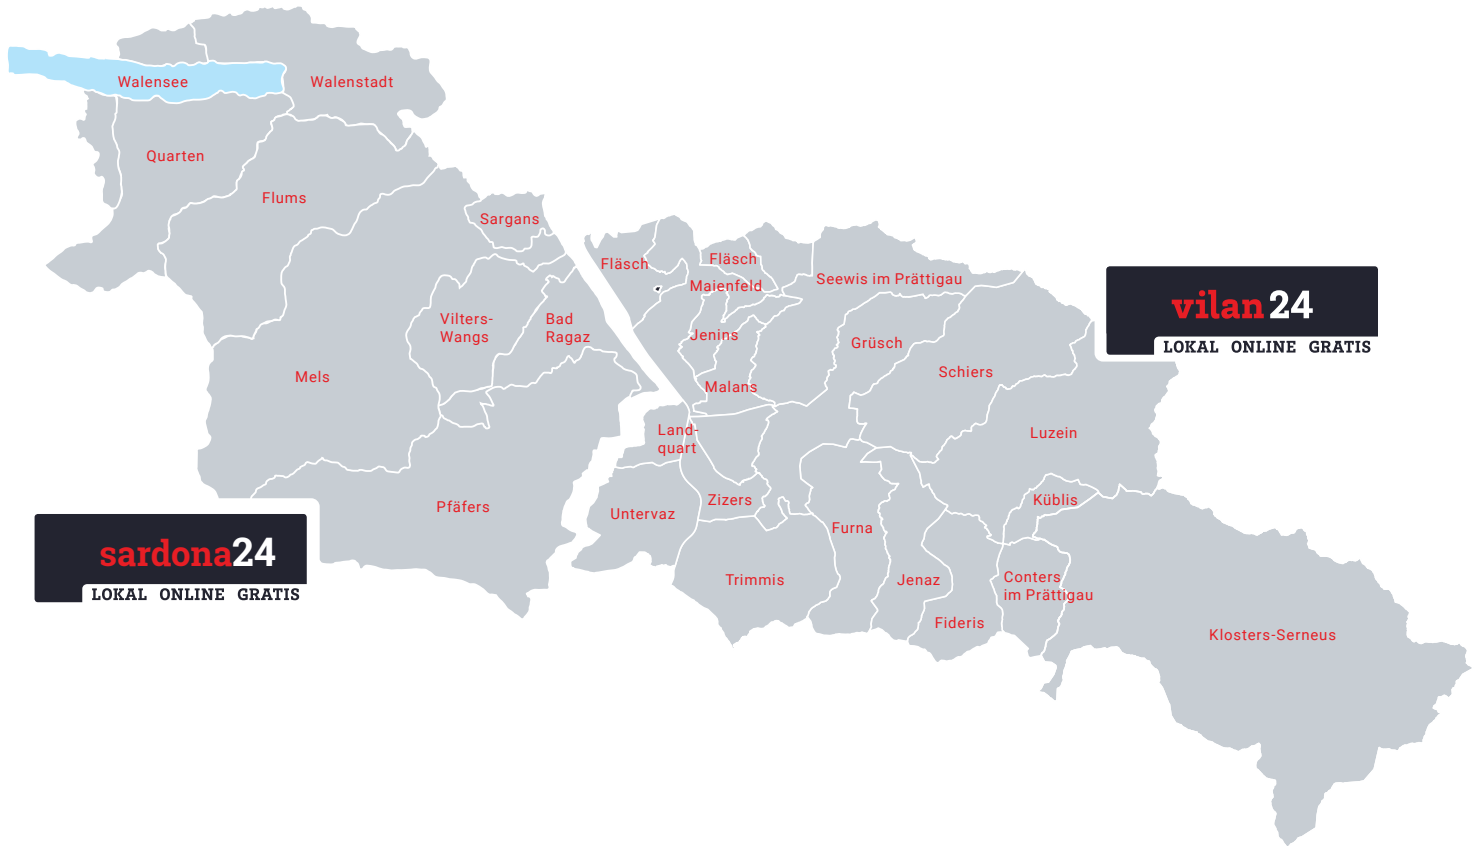 Walensee
Walenstadt
Quarten
Flums
Sargans
Fläsch
Fläsch
Maienfeld
Seewis im Prättigau
vilan24
LOKAL ONLINE GRATIS
Vilters-
Wangs
Bad
Ragaz
Jenins
Grüsch
Mels
Malans
Schiers
Land-
quart
Luzein
Pfäfers
Untervaz
Zizers
Küblis
Furna
sardona24
LOKAL ONLINE GRATIS
Trimmis
Jenaz
Conters
im Prättigau
Fideris
Klosters-Serneus